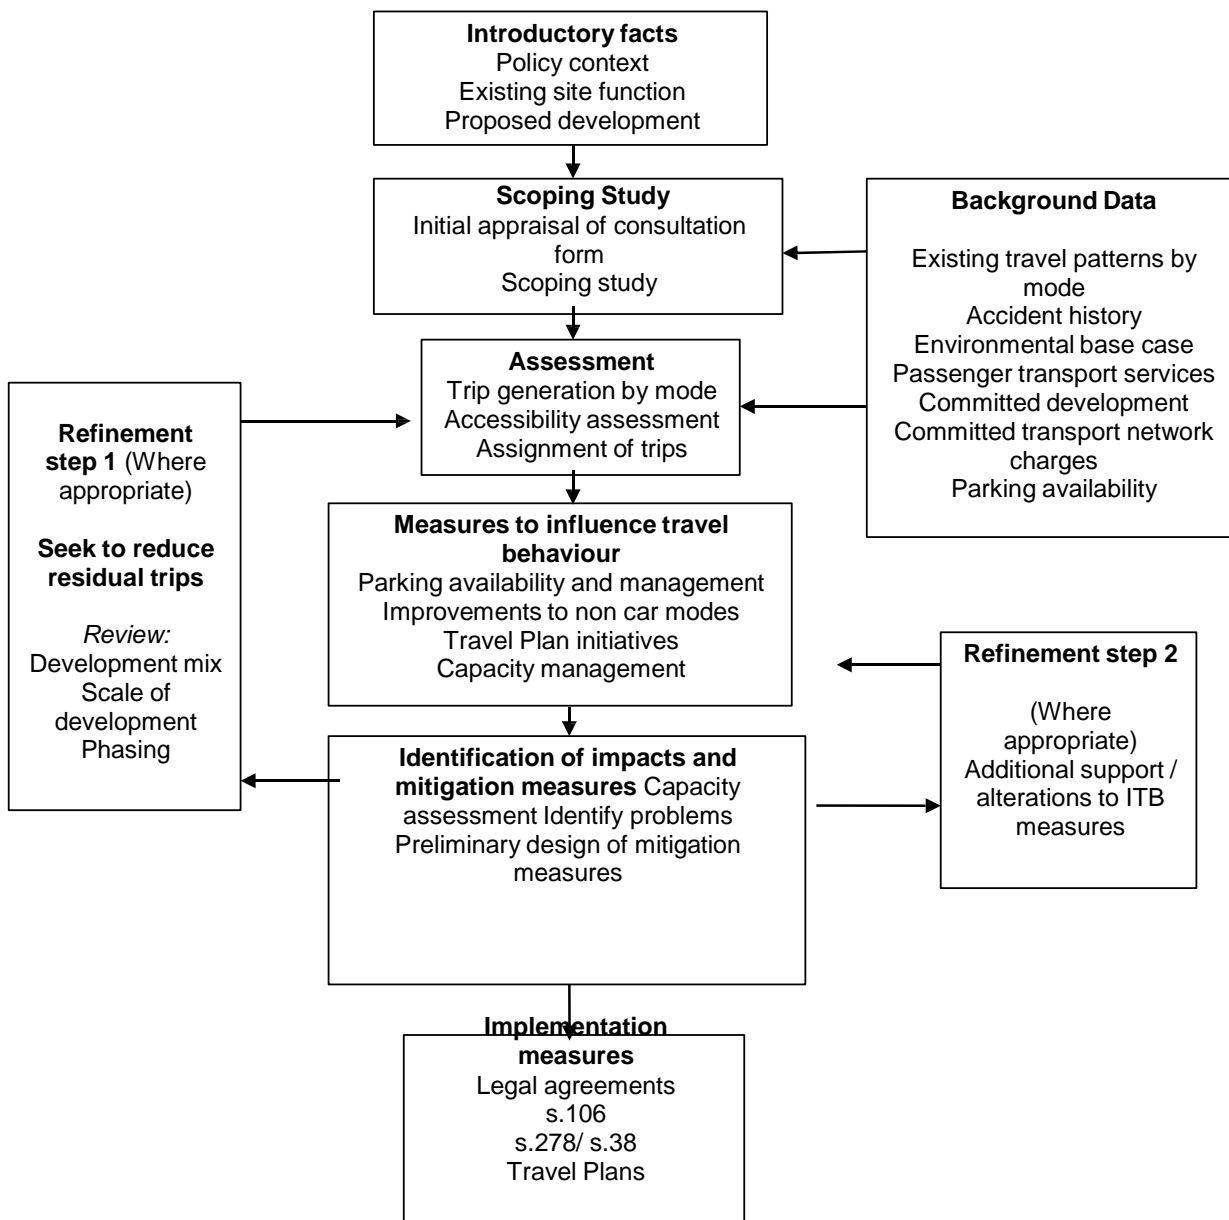 Introductory facts
Policy context
Existing site function
Proposed development
Scoping Study
Initial appraisal of consultation
form
Scoping study
Background Data
Existing travel patterns by
mode
Accident history
Environmental base case
Passenger transport services
Committed development
Committed transport network
charges
Parking availability
Assessment
Trip generation by mode
Accessibility assessment
Assignment of trips
Refinement
step 1 (Where
appropriate)
Seek to reduce
residual trips
Review:
Development mix
Scale of
development
Phasing
Measures to influence travel
behaviour
Parking availability and management
Improvements to non car modes
Travel Plan initiatives
Capacity management
Refinement step 2
(Where
appropriate)
Additional support /
alterations to ITB
measures
Identification of impacts and
mitigation measures Capacity
assessment Identify problems
Preliminary design of mitigation
measures
Implementation
measures
Legal agreements
s.106
s.278/ s.38
Travel Plans